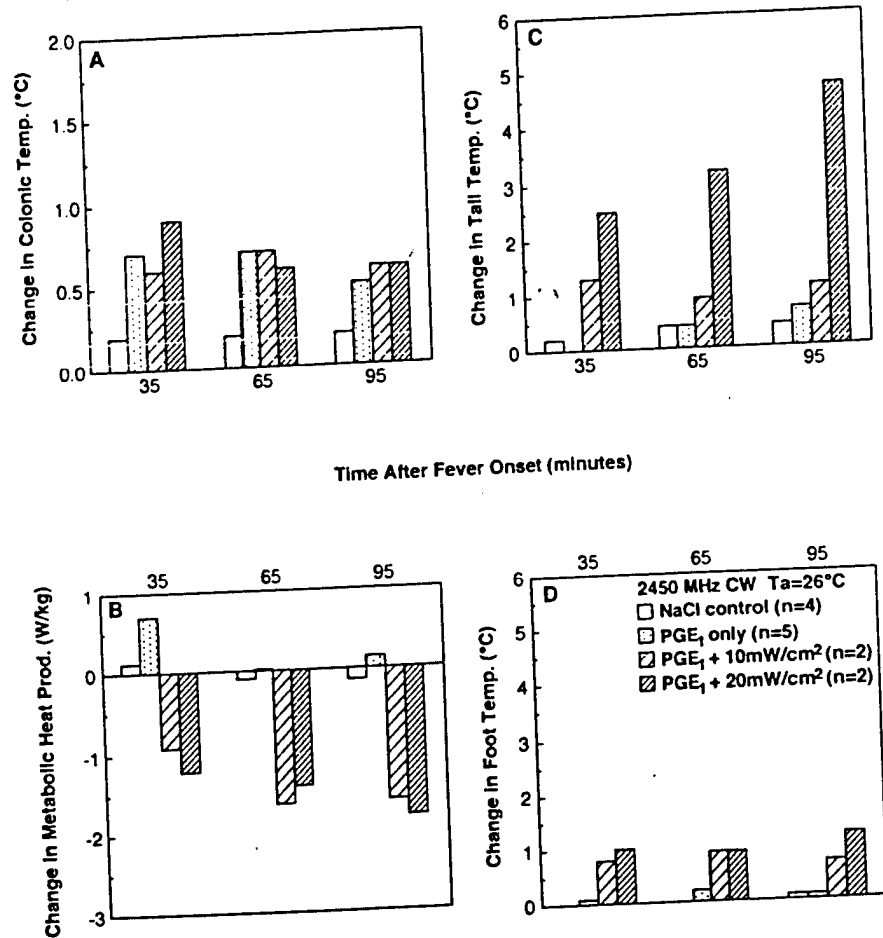 A
Change in Colonic Temp. (°C)
2.0
1.5
1.0
0.5
0.0
35
65
95
C
Change in Tail Temp. (°C)
6
5
4
3
2
1
0
35
65
95
Time After Fever Onset (minutes)
35
65
95
B
Change in Metabolic Heat Prod. (W/kg)
1
0
-1
-2
-3
35
65
95
D
Change in Foot Temp. (°C)
6
5
4
3
2
1
0
2450 MHz CW Ta=26°C
NaCl control (n=4)
PGE₁ only (n=5)
PGE₁ + 10mW/cm² (n=2)
PGE₁ + 20mW/cm² (n=2)